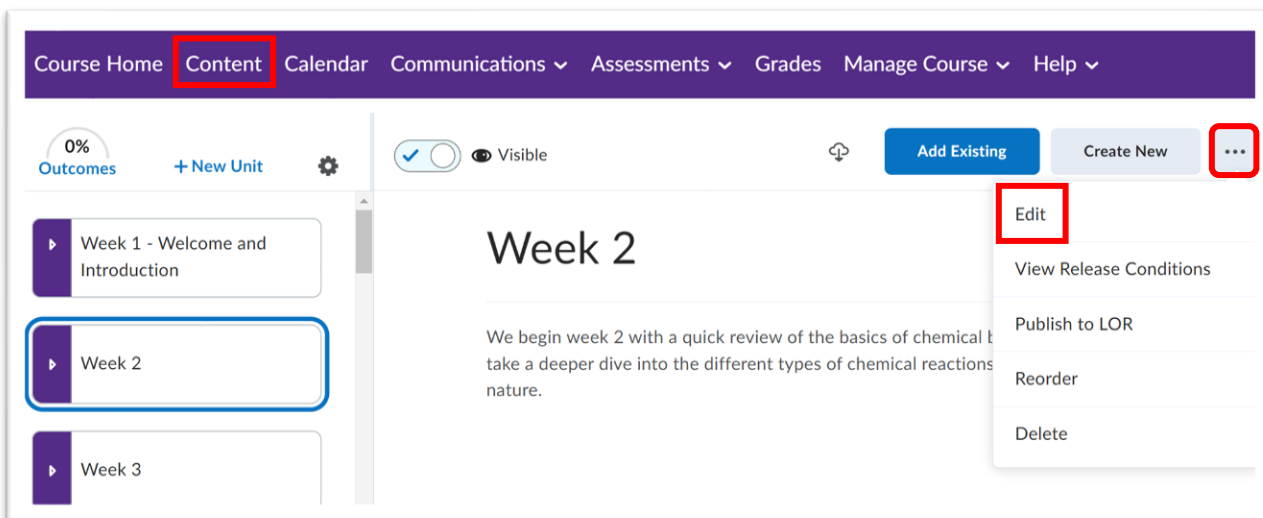 Course Home Content Calendar Communications Assessments Grades Manage Course Help
0%
Outcomes
+ New Unit
Visible
Add Existing
Create New
...
Week 1 - Welcome and
Introduction
Week 2
Week 3
Week 2
We begin week 2 with a quick review of the basics of chemical
take a deeper dive into the different types of chemical reactions
nature.
Edit
View Release Conditions
Publish to LOR
Reorder
Delete